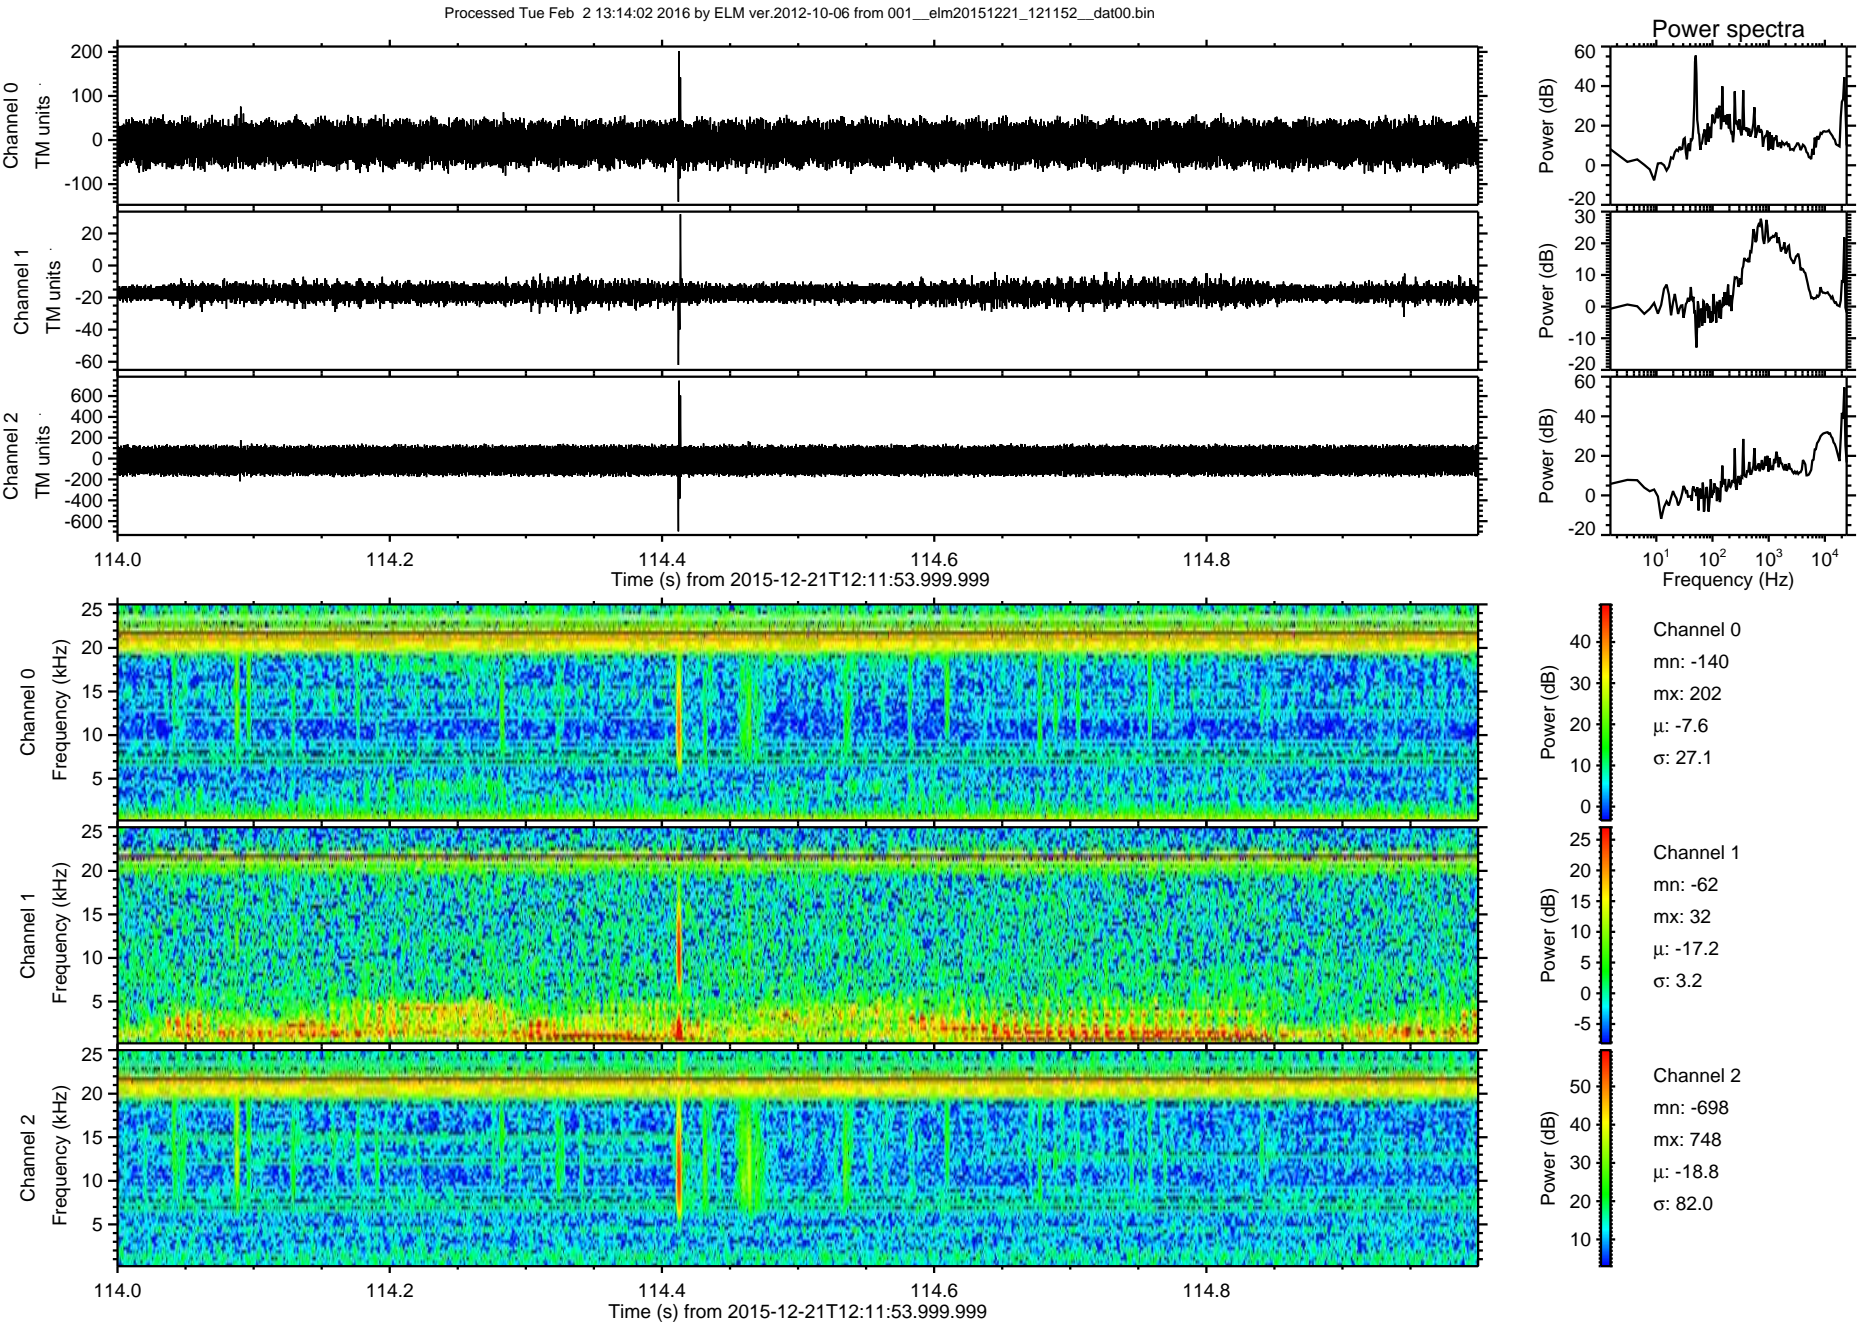 Processed Tue Feb  2 13:14:02 2016 by ELM ver.2012-10-06 from 001__elm20151221_121152__dat00.bin
Power spectra
Channel 0
TM units
200
100
0
-100
Power (dB)
60
40
20
0
-20
Channel 1
TM units
20
0
-20
-40
-60
Power (dB)
30
20
10
0
-10
-20
Channel 2
TM units
600
400
200
0
-200
-400
-600
Power (dB)
60
40
20
0
-20
114.0 114.2 114.4 114.6 114.8
Time (s) from 2015-12-21T12:11:53.999.999
10^1 10^2 10^3 10^4
Frequency (Hz)
Channel 0
Frequency (kHz)
25
20
15
10
5
Power (dB)
40
30
20
10
0
Channel 0
mn: -140
mx: 202
μ: -7.6
σ: 27.1
Channel 1
Frequency (kHz)
25
20
15
10
5
Power (dB)
25
20
15
10
5
0
-5
Channel 1
mn: -62
mx: 32
μ: -17.2
σ: 3.2
Channel 2
Frequency (kHz)
25
20
15
10
5
Power (dB)
50
40
30
20
10
Channel 2
mn: -698
mx: 748
μ: -18.8
σ: 82.0
114.0 114.2 114.4 114.6 114.8
Time (s) from 2015-12-21T12:11:53.999.999